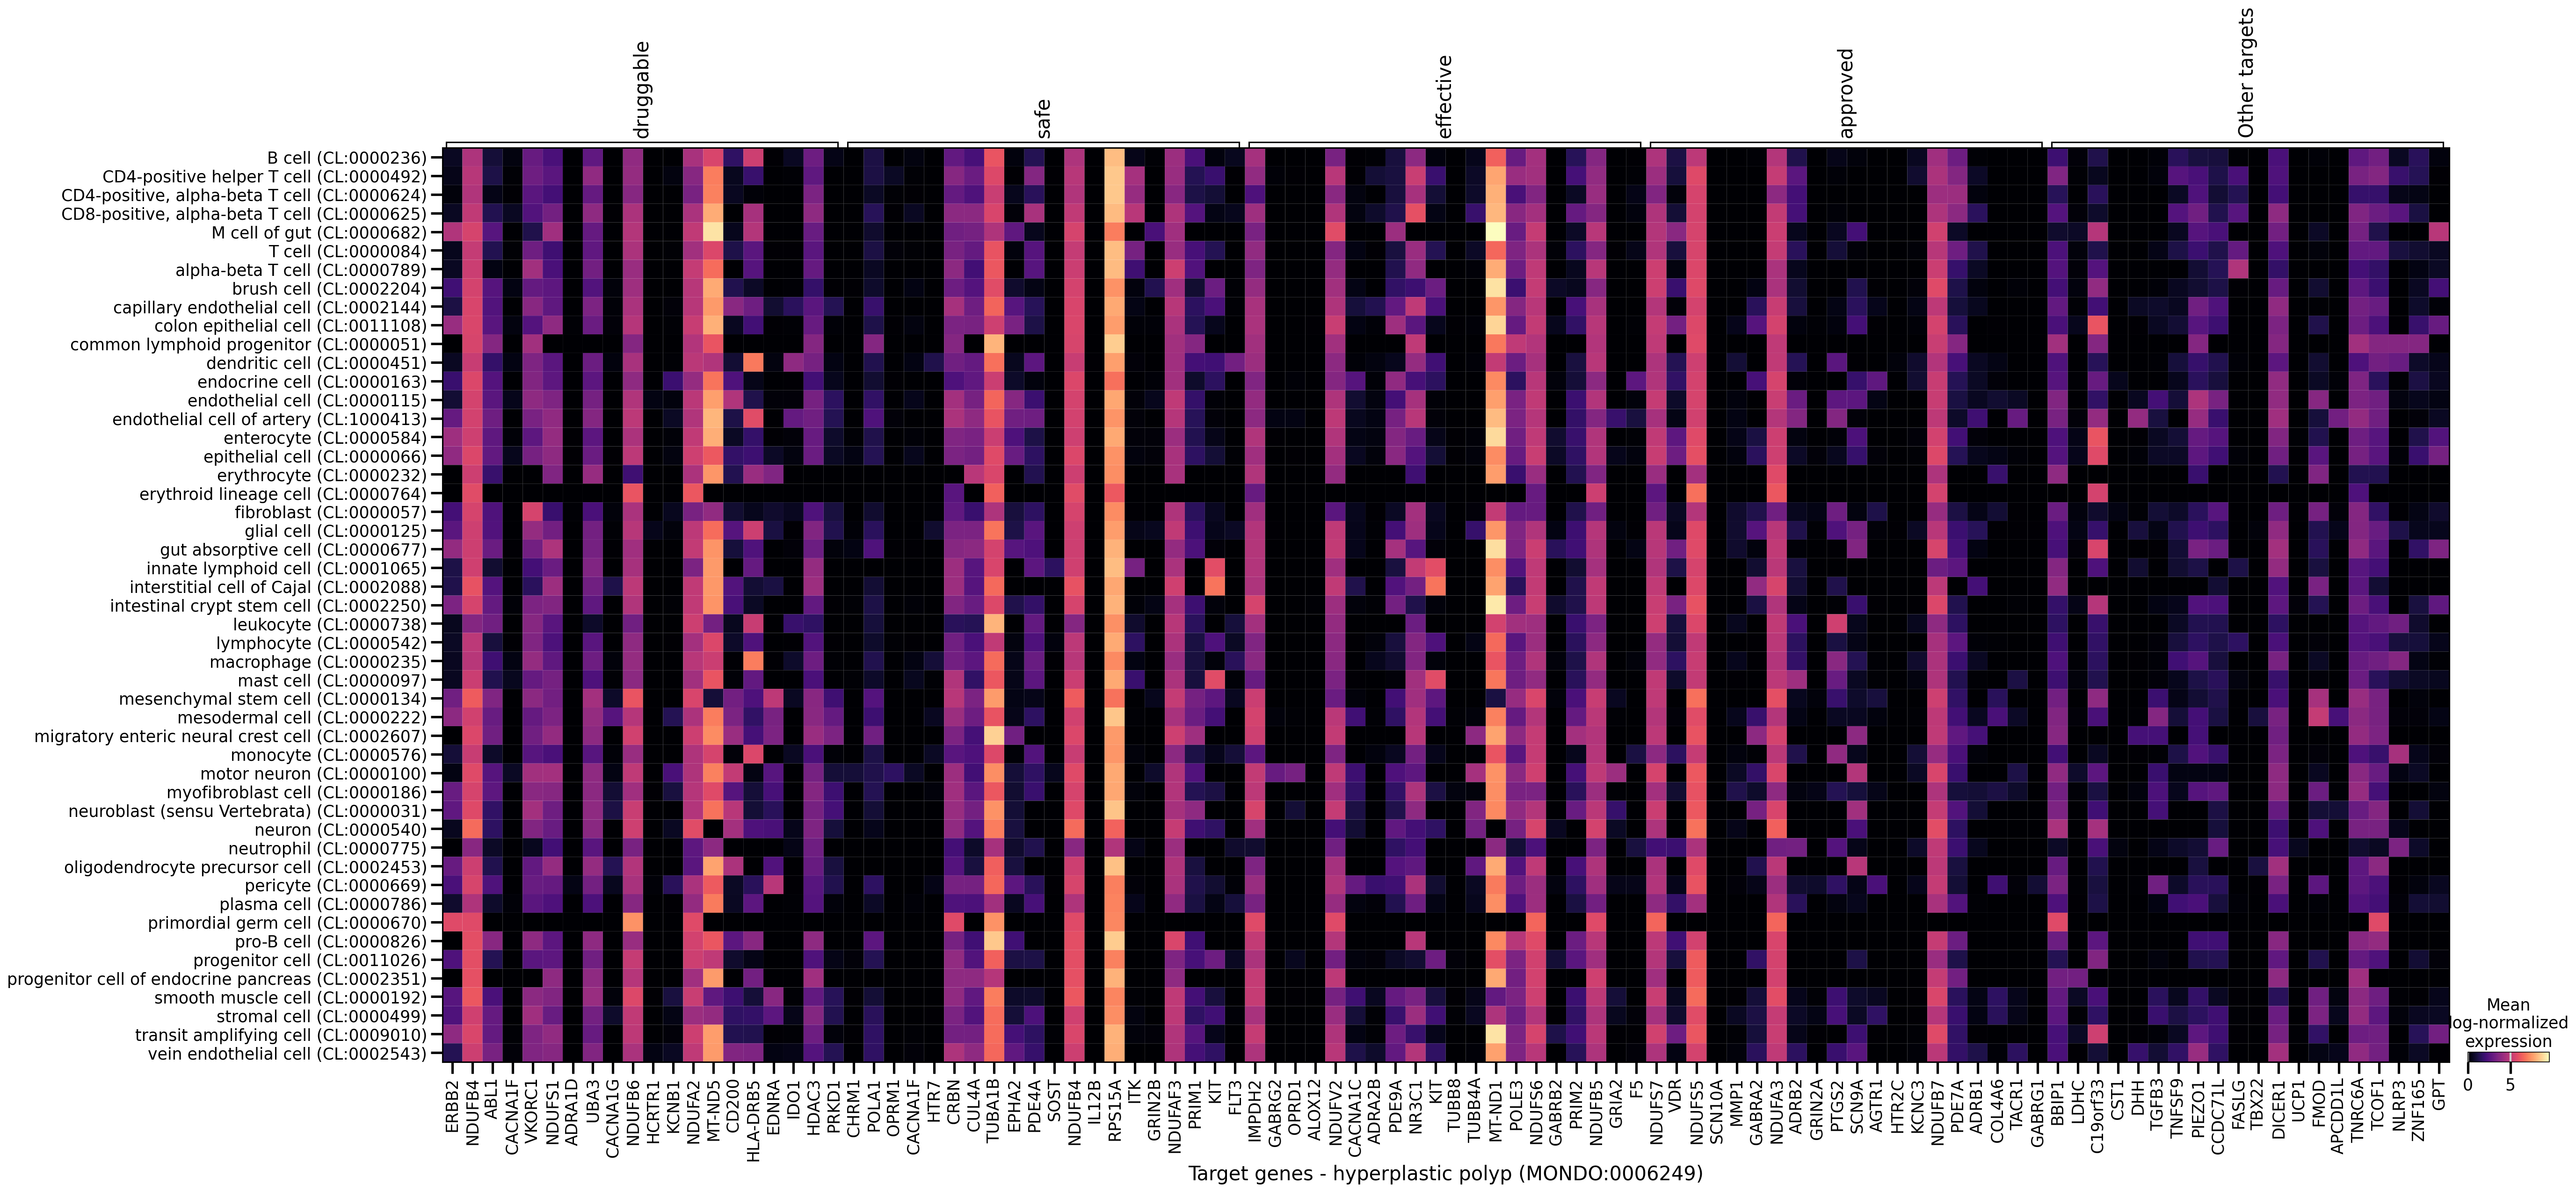 druggable
safe
effective
approved
Other targets
B cell (CL:0000236)
CD4-positive helper T cell (CL:0000492)
CD4-positive, alpha-beta T cell (CL:0000624)
CD8-positive, alpha-beta T cell (CL:0000625)
M cell of gut (CL:0000682)
T cell (CL:0000084)
alpha-beta T cell (CL:0000789)
brush cell (CL:0002204)
capillary endothelial cell (CL:0002144)
colon epithelial cell (CL:0011108)
common lymphoid progenitor (CL:0000051)
dendritic cell (CL:0000451)
endocrine cell (CL:0000163)
endothelial cell (CL:0000115)
endothelial cell of artery (CL:1000413)
enterocyte (CL:0000584)
epithelial cell (CL:0000066)
erythrocyte (CL:0000232)
erythroid lineage cell (CL:0000764)
fibroblast (CL:0000057)
glial cell (CL:0000125)
gut absorptive cell (CL:0000677)
innate lymphoid cell (CL:0001065)
interstitial cell of Cajal (CL:0002088)
intestinal crypt stem cell (CL:0002250)
leukocyte (CL:0000738)
lymphocyte (CL:0000542)
macrophage (CL:0000235)
mast cell (CL:0000097)
mesenchymal stem cell (CL:0000134)
mesodermal cell (CL:0000222)
migratory enteric neural crest cell (CL:0002607)
monocyte (CL:0000576)
motor neuron (CL:0000100)
myofibroblast cell (CL:0000186)
neuroblast (sensu Vertebrata) (CL:0000031)
neuron (CL:0000540)
neutrophil (CL:0000775)
oligodendrocyte precursor cell (CL:0002453)
pericyte (CL:0000669)
plasma cell (CL:0000786)
primordial germ cell (CL:0000670)
pro-B cell (CL:0000826)
progenitor cell (CL:0011026)
progenitor cell of endocrine pancreas (CL:0002351)
smooth muscle cell (CL:0000192)
stromal cell (CL:0000499)
transit amplifying cell (CL:0009010)
vein endothelial cell (CL:0002543)
ERBB2
NDUFB4
ABL1
CACNA1F
VKORC1
NDUFS1
ADRA1D
UBA3
CACNA1G
NDUFB6
HCRTR1
KCNB1
NDUFA2
MT-ND5
CD200
HLA-DRB5
EDNRA
IDO1
HDAC3
PRKD1
CHRM1
POLA1
OPRM1
CACNA1F
HTR7
CRBN
CUL4A
TUBA1B
EPHA2
PDE4A
SOST
NDUFB4
IL12B
RPS15A
ITK
GRIN2B
NDUFAF3
PRIM1
KIT
FLT3
IMPDH2
GABRG2
OPRD1
ALOX12
NDUFV2
CACNA1C
ADRA2B
PDE9A
NR3C1
KIT
TUBB8
TUBB4A
MT-ND1
POLE3
NDUFS6
GABRB2
PRIM2
NDUFB5
GRIA2
F5
NDUFS7
VDR
NDUFS5
SCN10A
MMP1
GABRA2
NDUFA3
ADRB2
GRIN2A
PTGS2
SCN9A
AGTR1
HTR2C
KCNC3
NDUFB7
PDE7A
ADRB1
COL4A6
TACR1
GABRG1
BBIP1
LDHC
C19orf33
CST1
DHH
TGFB3
TNFSF9
PIEZO1
CCDC71L
FASLG
TBX22
DICER1
UCP1
FMOD
APCDD1L
TNRC6A
TCOF1
NLRP3
ZNF165
GPT
Target genes - hyperplastic polyp (MONDO:0006249)
Mean
log-normalized
expression
0 5